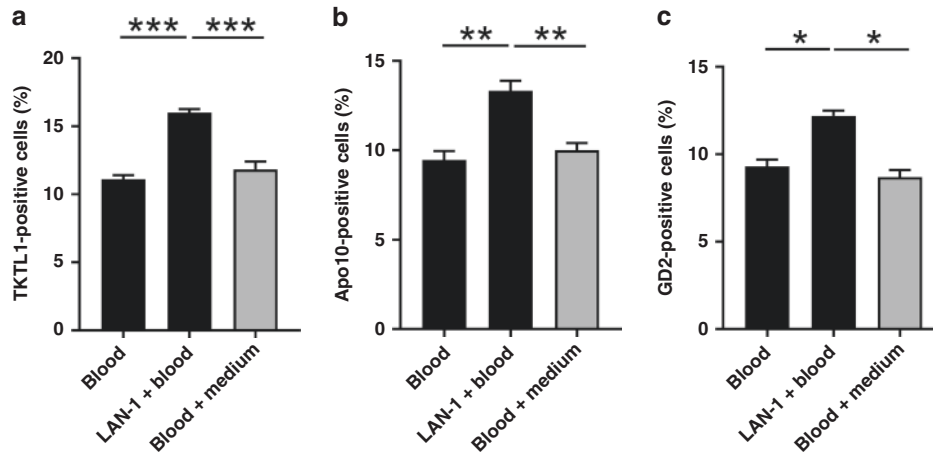 a
*** ***
TKTL1-positive cells (%)
20
15
10
5
0
Blood
LAN-1 + blood
Blood + medium
b
** **
Apo10-positive cells (%)
15
10
5
0
Blood
LAN-1 + blood
Blood + medium
c
* *
GD2-positive cells (%)
15
10
5
0
Blood
LAN-1 + blood
Blood + medium